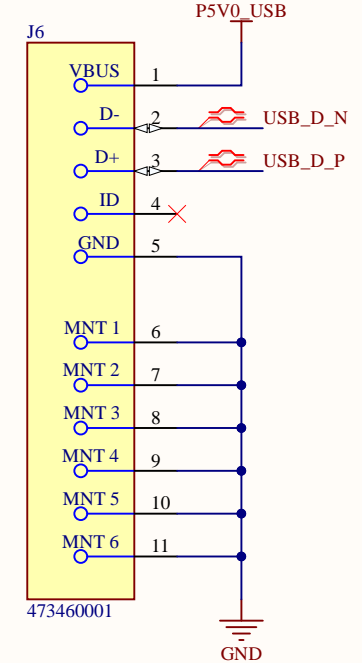 P5V0_USB
J6
VBUS 1
D- 2 USB_D_N
D+ 3 USB_D_P
ID 4
GND 5
MNT 1 6
MNT 2 7
MNT 3 8
MNT 4 9
MNT 5 10
MNT 6 11
473460001
GND